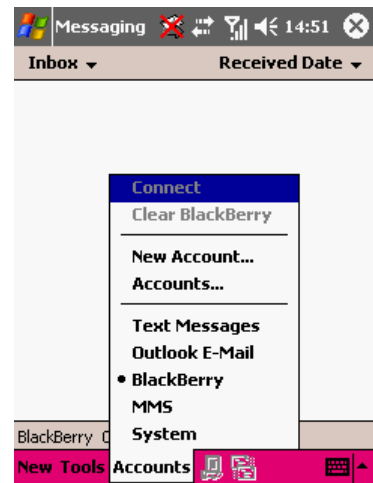 Messaging 14:51
Inbox Received Date
Connect
Clear BlackBerry
New Account...
Accounts...
Text Messages
Outlook E-Mail
BlackBerry
MMS
System
BlackBerry
New Tools Accounts